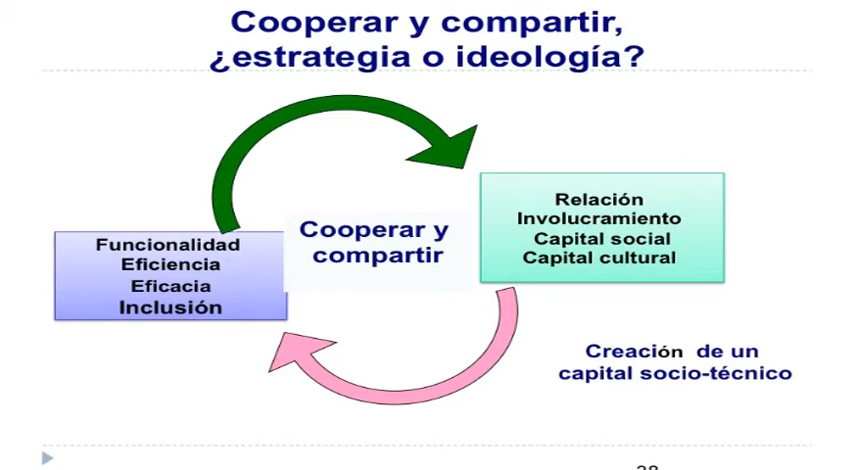 Cooperar y compartir,
¿estrategia o ideología?
Relación
Involucramiento
Capital social
Capital cultural
Cooperar y
compartir
Funcionalidad
Eficiencia
Eficacia
Inclusión
Creación de un
capital socio-técnico